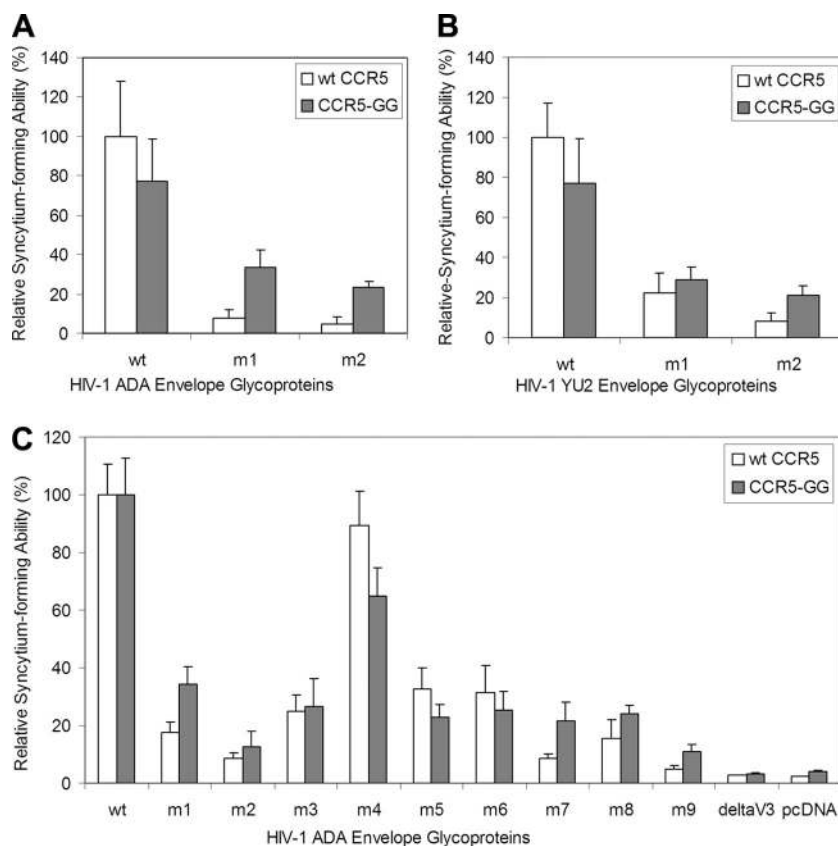 A
Relative Syncytium-forming Ability (%)
140
120
100
80
60
40
20
0
wt CCR5
CCR5-GG
wt m1 m2
HIV-1 ADA Envelope Glycoproteins
B
Relative-Syncytium-forming Ability (%)
140
120
100
80
60
40
20
0
wt CCR5
CCR5-GG
wt m1 m2
HIV-1 YU2 Envelope Glycoproteins
C
Relative Syncytium-forming Ability (%)
120
100
80
60
40
20
0
wt CCR5
CCR5-GG
wt m1 m2 m3 m4 m5 m6 m7 m8 m9 deltaV3 pcDNA
HIV-1 ADA Envelope Glycoproteins